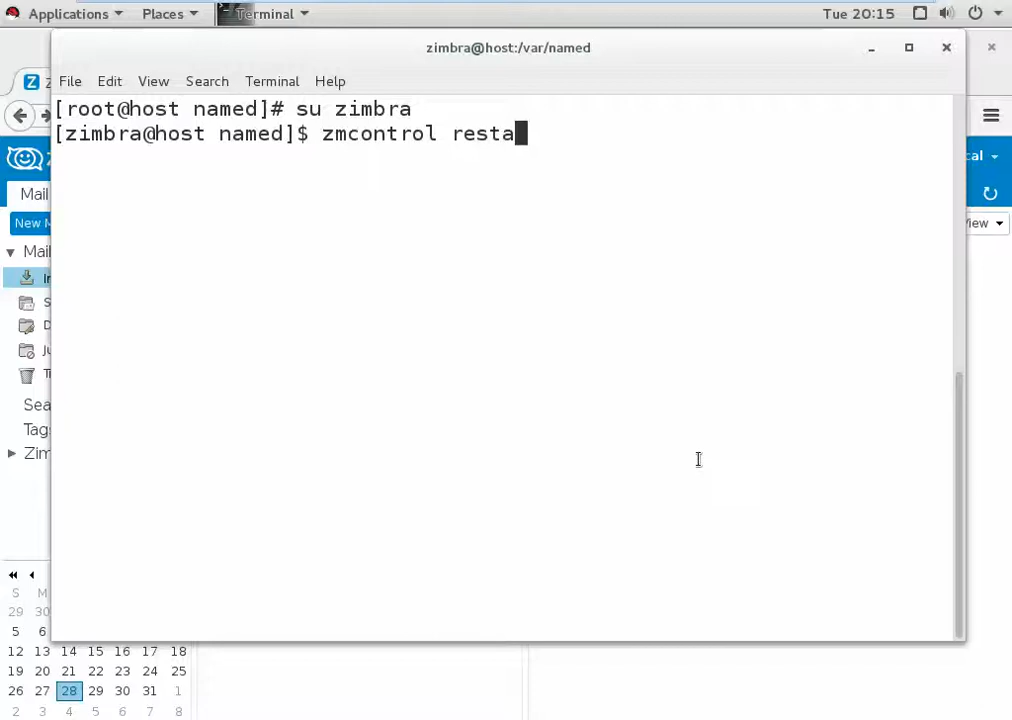 Applications Places Terminal Tue 20:15
zimbra@host:/var/named
File Edit View Search Terminal Help
[root@host named]# su zimbra
[zimbra@host named]$ zmcontrol resta
cal
Mail
New M
View
Mail
Sea
Tag
Zim
S M
29 30
5 6
12 13 14 15 16 17 18
19 20 21 22 23 24 25
26 27 28 29 30 31 1
2 3 4 5 6 7 8